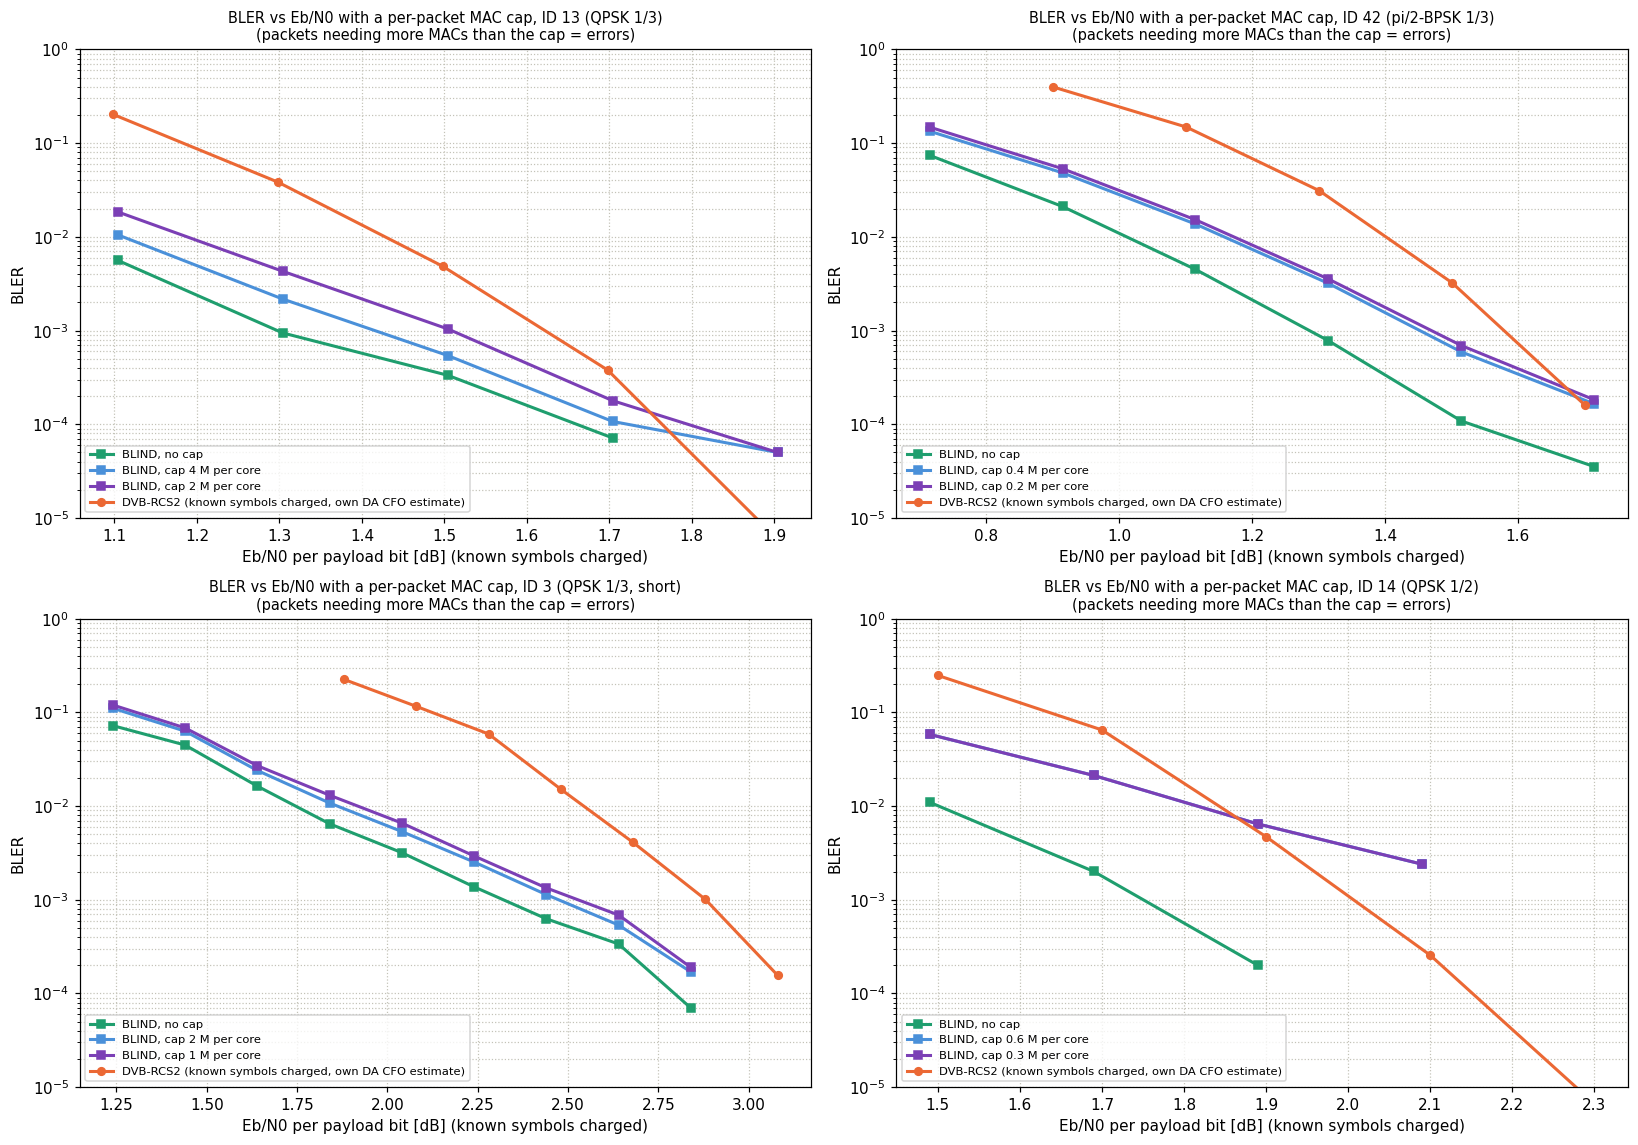 BLER vs Eb/N0 with a per-packet MAC cap, ID 13 (QPSK 1/3)
(packets needing more MACs than the cap = errors)
10⁰
10⁻¹
10⁻²
10⁻³
10⁻⁴
10⁻⁵
BLER
BLIND, no cap
BLIND, cap 4 M per core
BLIND, cap 2 M per core
DVB-RCS2 (known symbols charged, own DA CFO estimate)
1.1 1.2 1.3 1.4 1.5 1.6 1.7 1.8 1.9
Eb/N0 per payload bit [dB] (known symbols charged)
BLER vs Eb/N0 with a per-packet MAC cap, ID 42 (pi/2-BPSK 1/3)
(packets needing more MACs than the cap = errors)
10⁰
10⁻¹
10⁻²
10⁻³
10⁻⁴
10⁻⁵
BLER
BLIND, no cap
BLIND, cap 0.4 M per core
BLIND, cap 0.2 M per core
DVB-RCS2 (known symbols charged, own DA CFO estimate)
0.8 1.0 1.2 1.4 1.6
Eb/N0 per payload bit [dB] (known symbols charged)
BLER vs Eb/N0 with a per-packet MAC cap, ID 3 (QPSK 1/3, short)
(packets needing more MACs than the cap = errors)
10⁰
10⁻¹
10⁻²
10⁻³
10⁻⁴
10⁻⁵
BLER
BLIND, no cap
BLIND, cap 2 M per core
BLIND, cap 1 M per core
DVB-RCS2 (known symbols charged, own DA CFO estimate)
1.25 1.50 1.75 2.00 2.25 2.50 2.75 3.00
Eb/N0 per payload bit [dB] (known symbols charged)
BLER vs Eb/N0 with a per-packet MAC cap, ID 14 (QPSK 1/2)
(packets needing more MACs than the cap = errors)
10⁰
10⁻¹
10⁻²
10⁻³
10⁻⁴
10⁻⁵
BLER
BLIND, no cap
BLIND, cap 0.6 M per core
BLIND, cap 0.3 M per core
DVB-RCS2 (known symbols charged, own DA CFO estimate)
1.5 1.6 1.7 1.8 1.9 2.0 2.1 2.2 2.3
Eb/N0 per payload bit [dB] (known symbols charged)